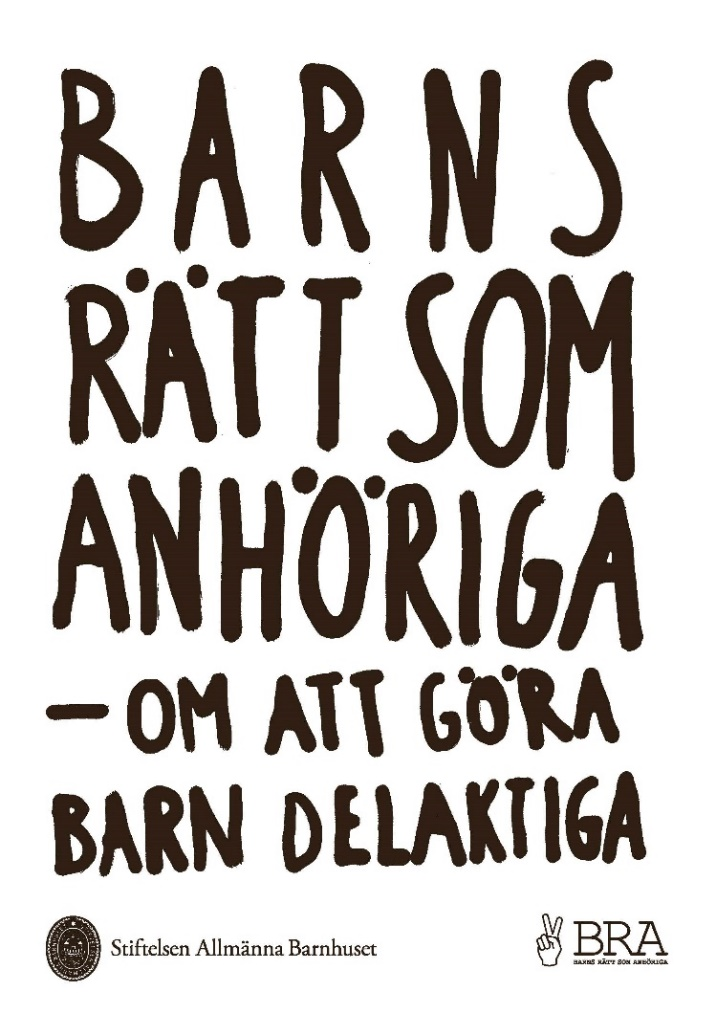 BARNS
RÄTT SOM
ANHÖRIGA
– OM ATT GÖRA
BARN DELAKTIGA
Stiftelsen Allmänna Barnhuset
BRA
BARNS RÄTT SOM ANHÖRIGA